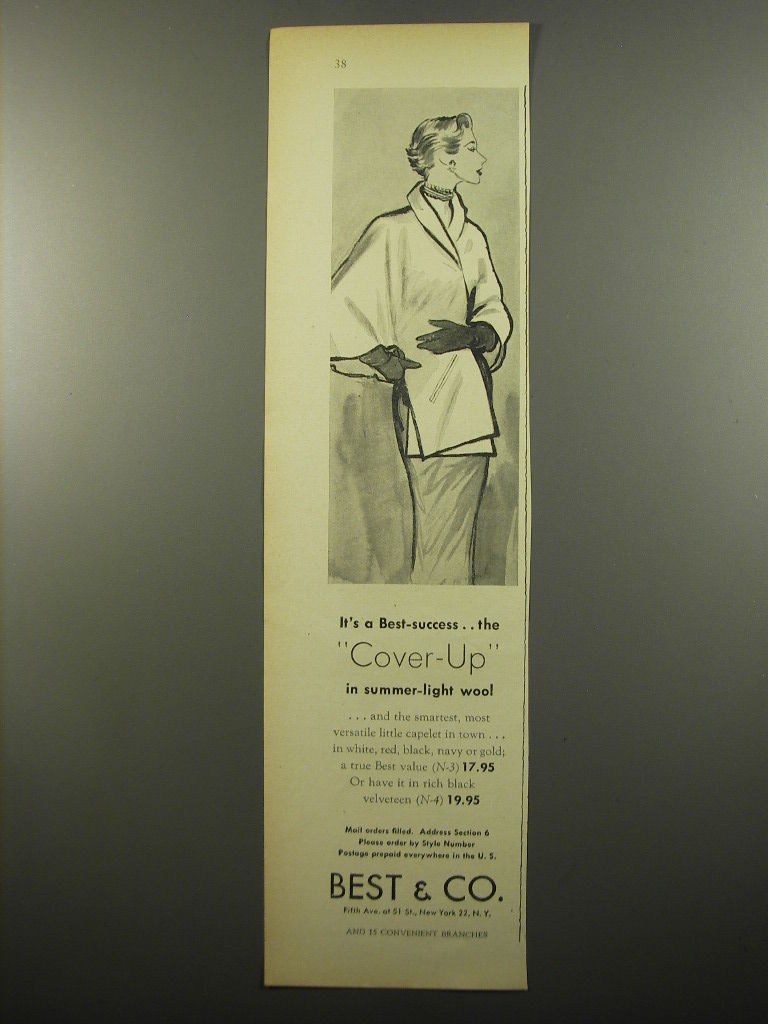 38
It's a Best-success . . the
"Cover-Up"
in summer-light wool
. . . and the smartest, most
versatile little capelet in town . . .
in white, red, black, navy or gold;
a true Best value (N-3) 17.95
Or have it in rich black
velveteen (N-4) 19.95
Mail orders filled. Address Section 6
Please order by Style Number
Postage prepaid everywhere in the U. S.
BEST & CO.
Fifth Ave. at 51 St., New York 22, N. Y.
AND 15 CONVENIENT BRANCHES